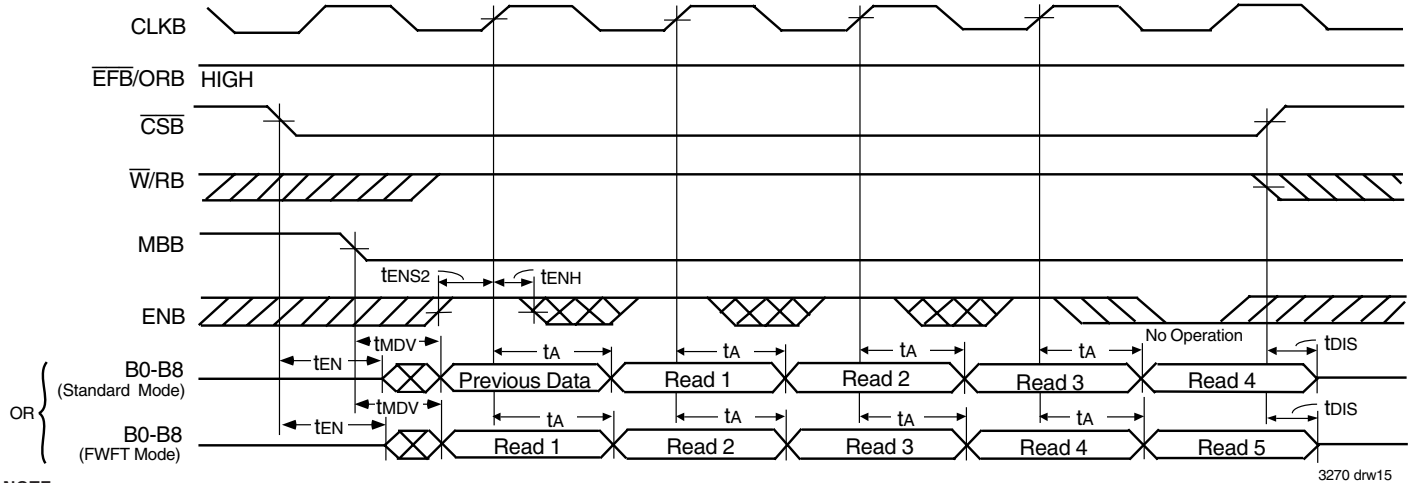 CLKB
EFB/ORB HIGH
CSB
W/RB
MBB
tENS2 tENH
ENB
No Operation
tMDV
tEN tA tA tA tA tDIS
B0-B8
(Standard Mode)
Previous Data Read 1 Read 2 Read 3 Read 4
OR
tMDV
tEN tA tA tA tA tDIS
B0-B8
(FWFT Mode)
Read 1 Read 2 Read 3 Read 4 Read 5
3270 drw15